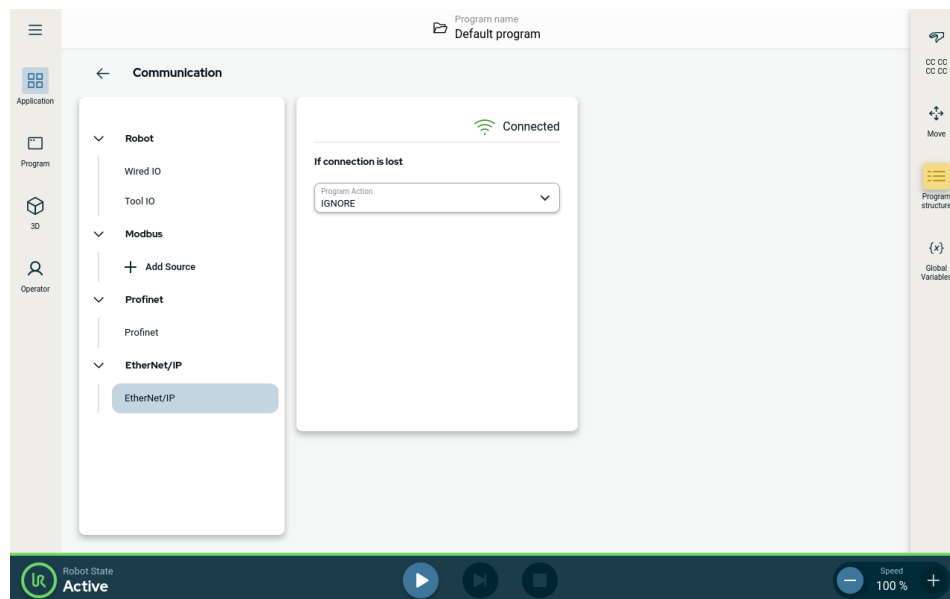 Program name
Default program
Application
Program
3D
Operator
Communication
Robot
Wired IO
Tool IO
Modbus
Add Source
Profinet
Profinet
EtherNet/IP
EtherNet/IP
Connected
If connection is lost
Program Action
IGNORE
CC CC
CC CC
Move
Program
structure
{x}
Global
Variables
Robot State
Active
Speed
100 %